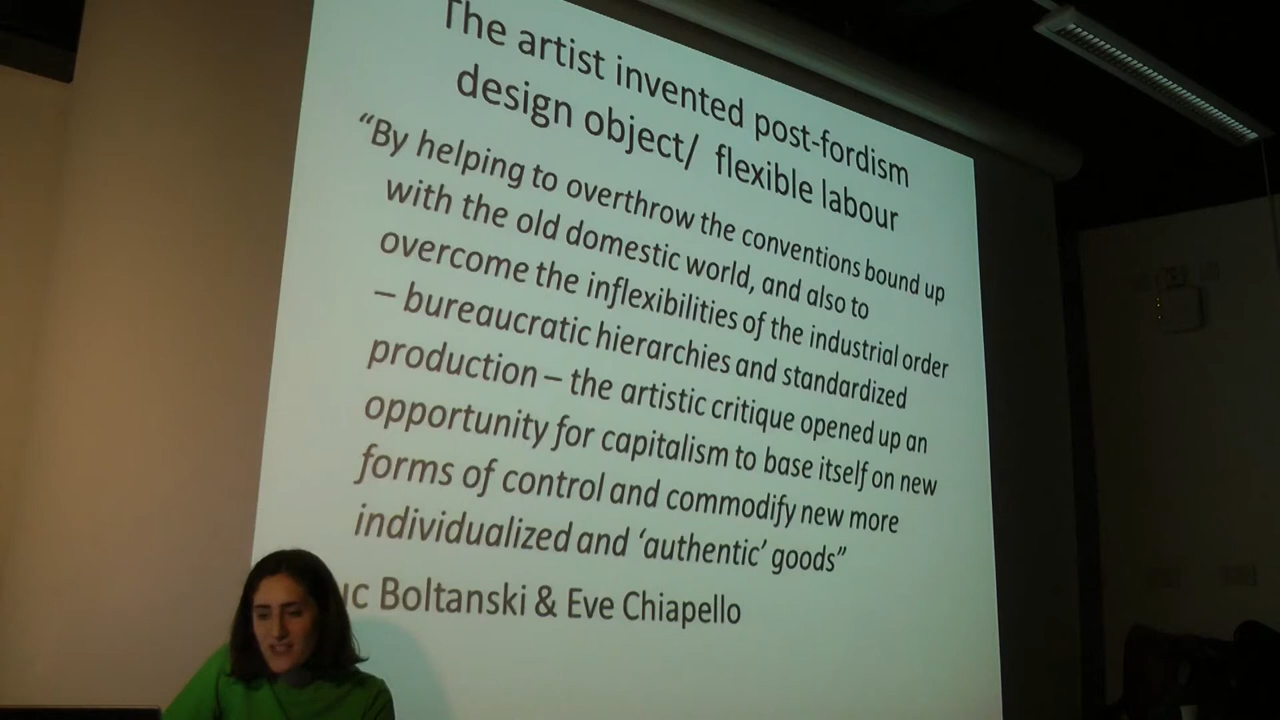 The artist invented post-fordism
design object/ flexible labour
“By helping to overthrow the conventions bound up
with the old domestic world, and also to
overcome the inflexibilities of the industrial order
– bureaucratic hierarchies and standardized
production – the artistic critique opened up an
opportunity for capitalism to base itself on new
forms of control and commodify new more
individualized and ‘authentic’ goods”
uc Boltanski & Eve Chiapello